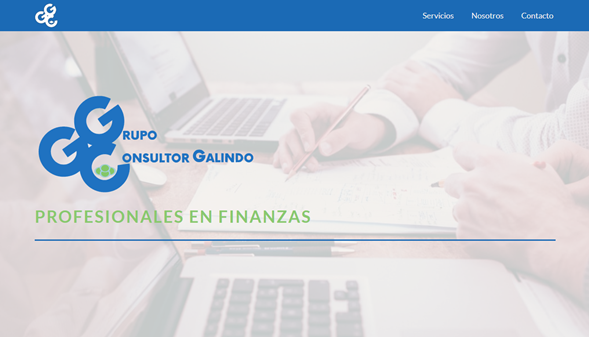 Servicios Nosotros Contacto
GRUPO
CONSULTOR GALINDO
PROFESIONALES EN FINANZAS